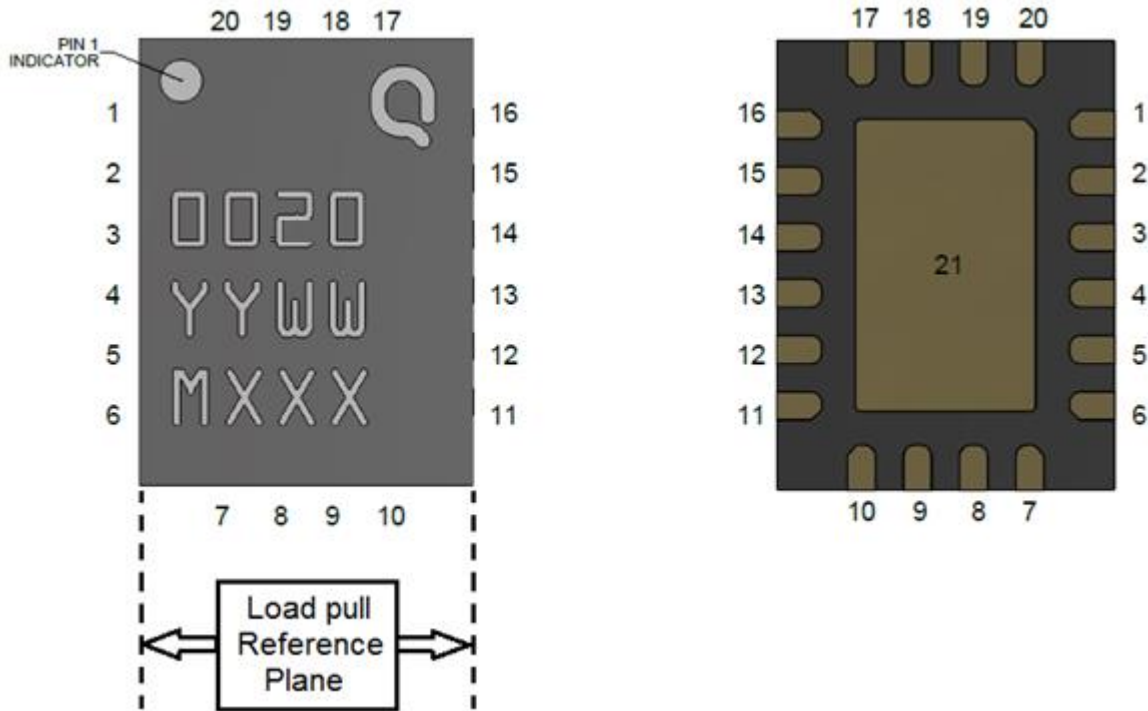 20 19 18 17
PIN 1
INDICATOR
1
2
3
4
5
6
16
15
14
13
12
11
0020
YYWW
MXXX
7 8 9 10
Load pull
Reference
Plane
17 18 19 20
16
15
14
13
12
11
21
1
2
3
4
5
6
10 9 8 7